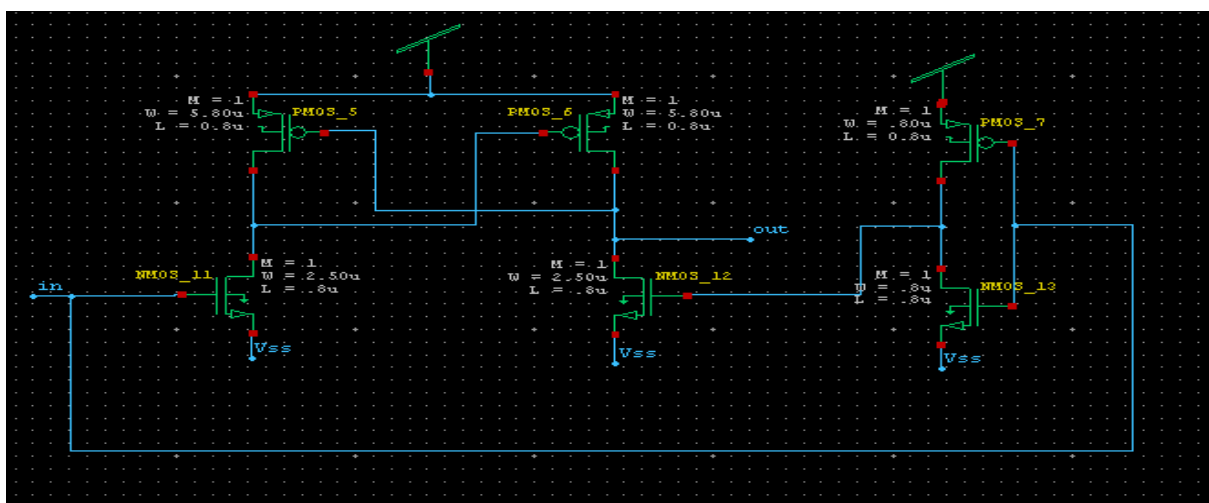 M = 1
W = 5.80u
L = 0.8u
PMOS_5
PMOS_6
M = 1
W = 5.80u
L = 0.8u
M = 1
W = .80u
L = 0.8u
PMOS_7
out
NMOS_11
M = 1
W = 2.50u
L = .8u
in
M = 1
W = 2.50u
L = .8u
NMOS_12
M = 1
W = .8u
L = .8u
NMOS_13
Vss
Vss
Vss